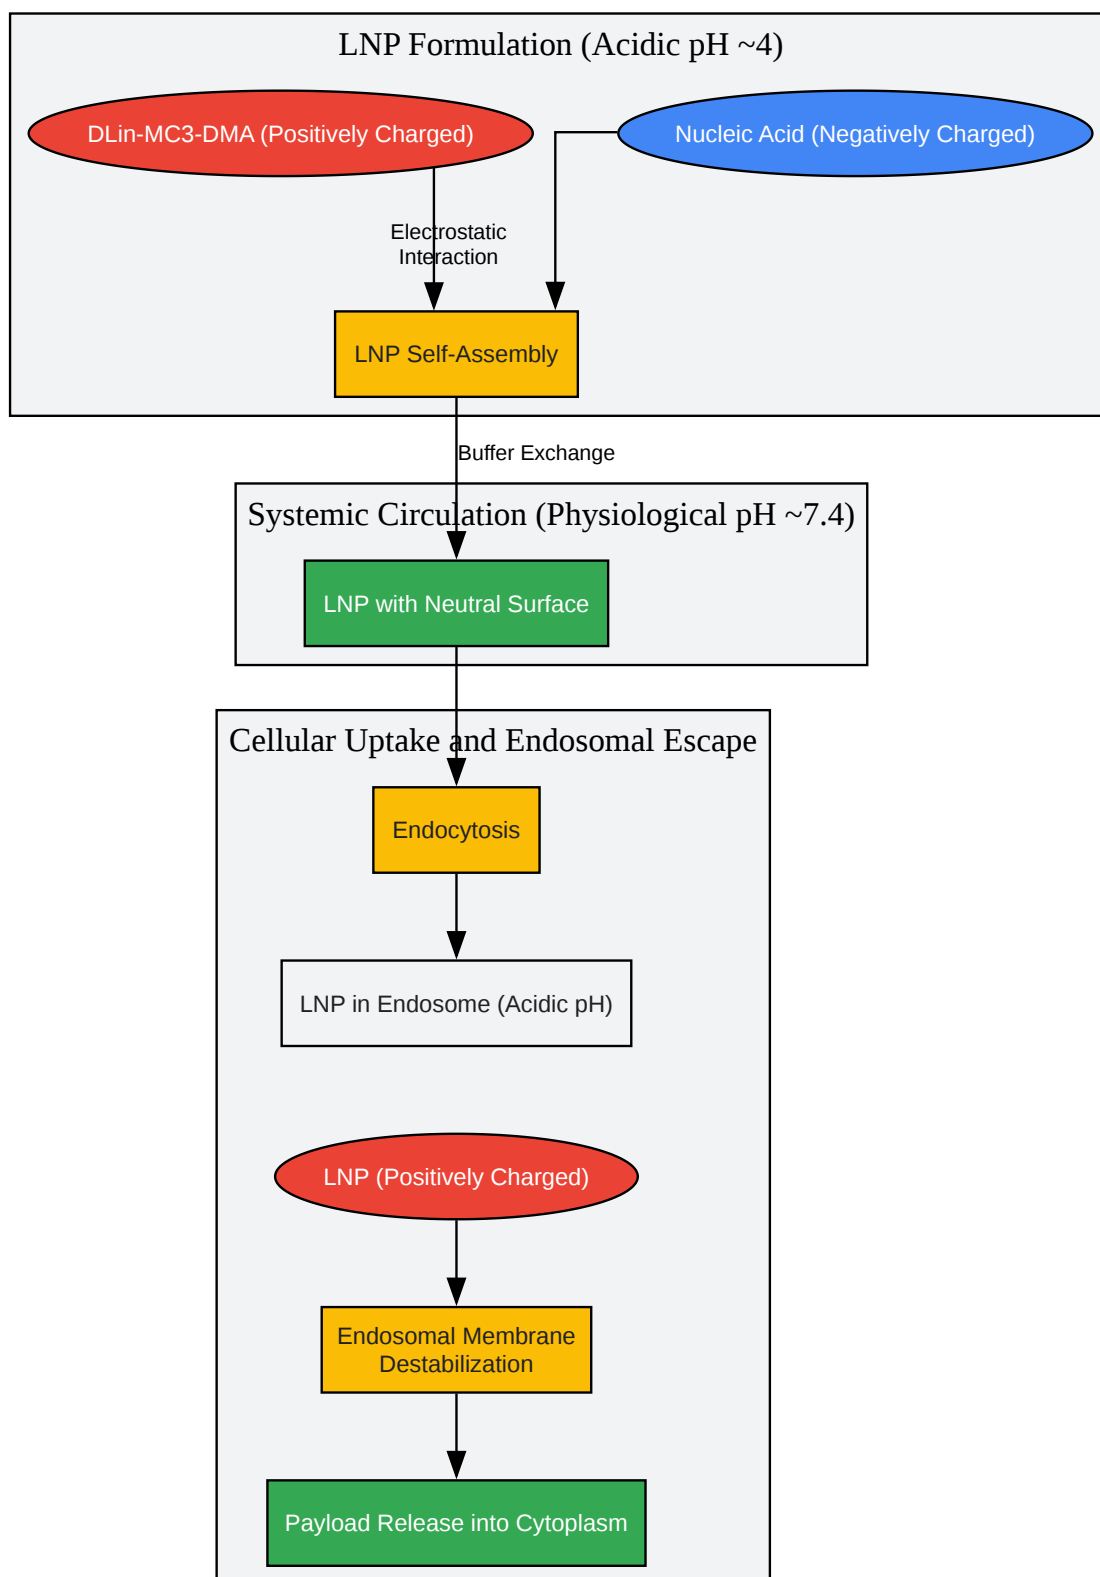 LNP Formulation (Acidic pH ~4)
DLin-MC3-DMA (Positively Charged)
Nucleic Acid (Negatively Charged)
Electrostatic
Interaction
LNP Self-Assembly
Buffer Exchange
Systemic Circulation (Physiological pH ~7.4)
LNP with Neutral Surface
Cellular Uptake and Endosomal Escape
Endocytosis
LNP in Endosome (Acidic pH)
LNP (Positively Charged)
Endosomal Membrane
Destabilization
Payload Release into Cytoplasm